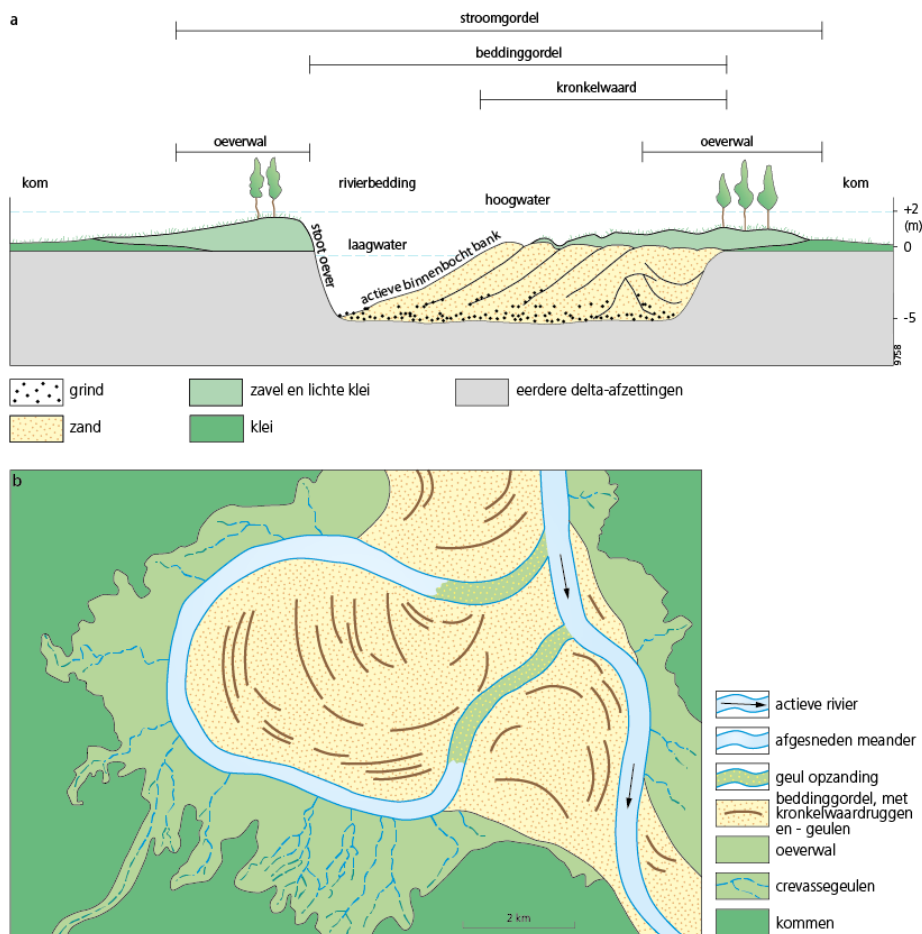 a
stroomgordel
beddinggordel
kronkelwaard
oeverwal
oeverwal
kom
rivierbedding
hoogwater
kom
+2
(m)
laagwater
0
stoot oever
actieve binnenbocht bank
-5
9758
grind
zavel en lichte klei
eerdere delta-afzettingen
zand
klei
b
actieve rivier
afgesneden meander
geul opzanding
beddinggordel, met
kronkelwaardruggen
en - geulen
oeverwal
crevassegeulen
kommen
2 km